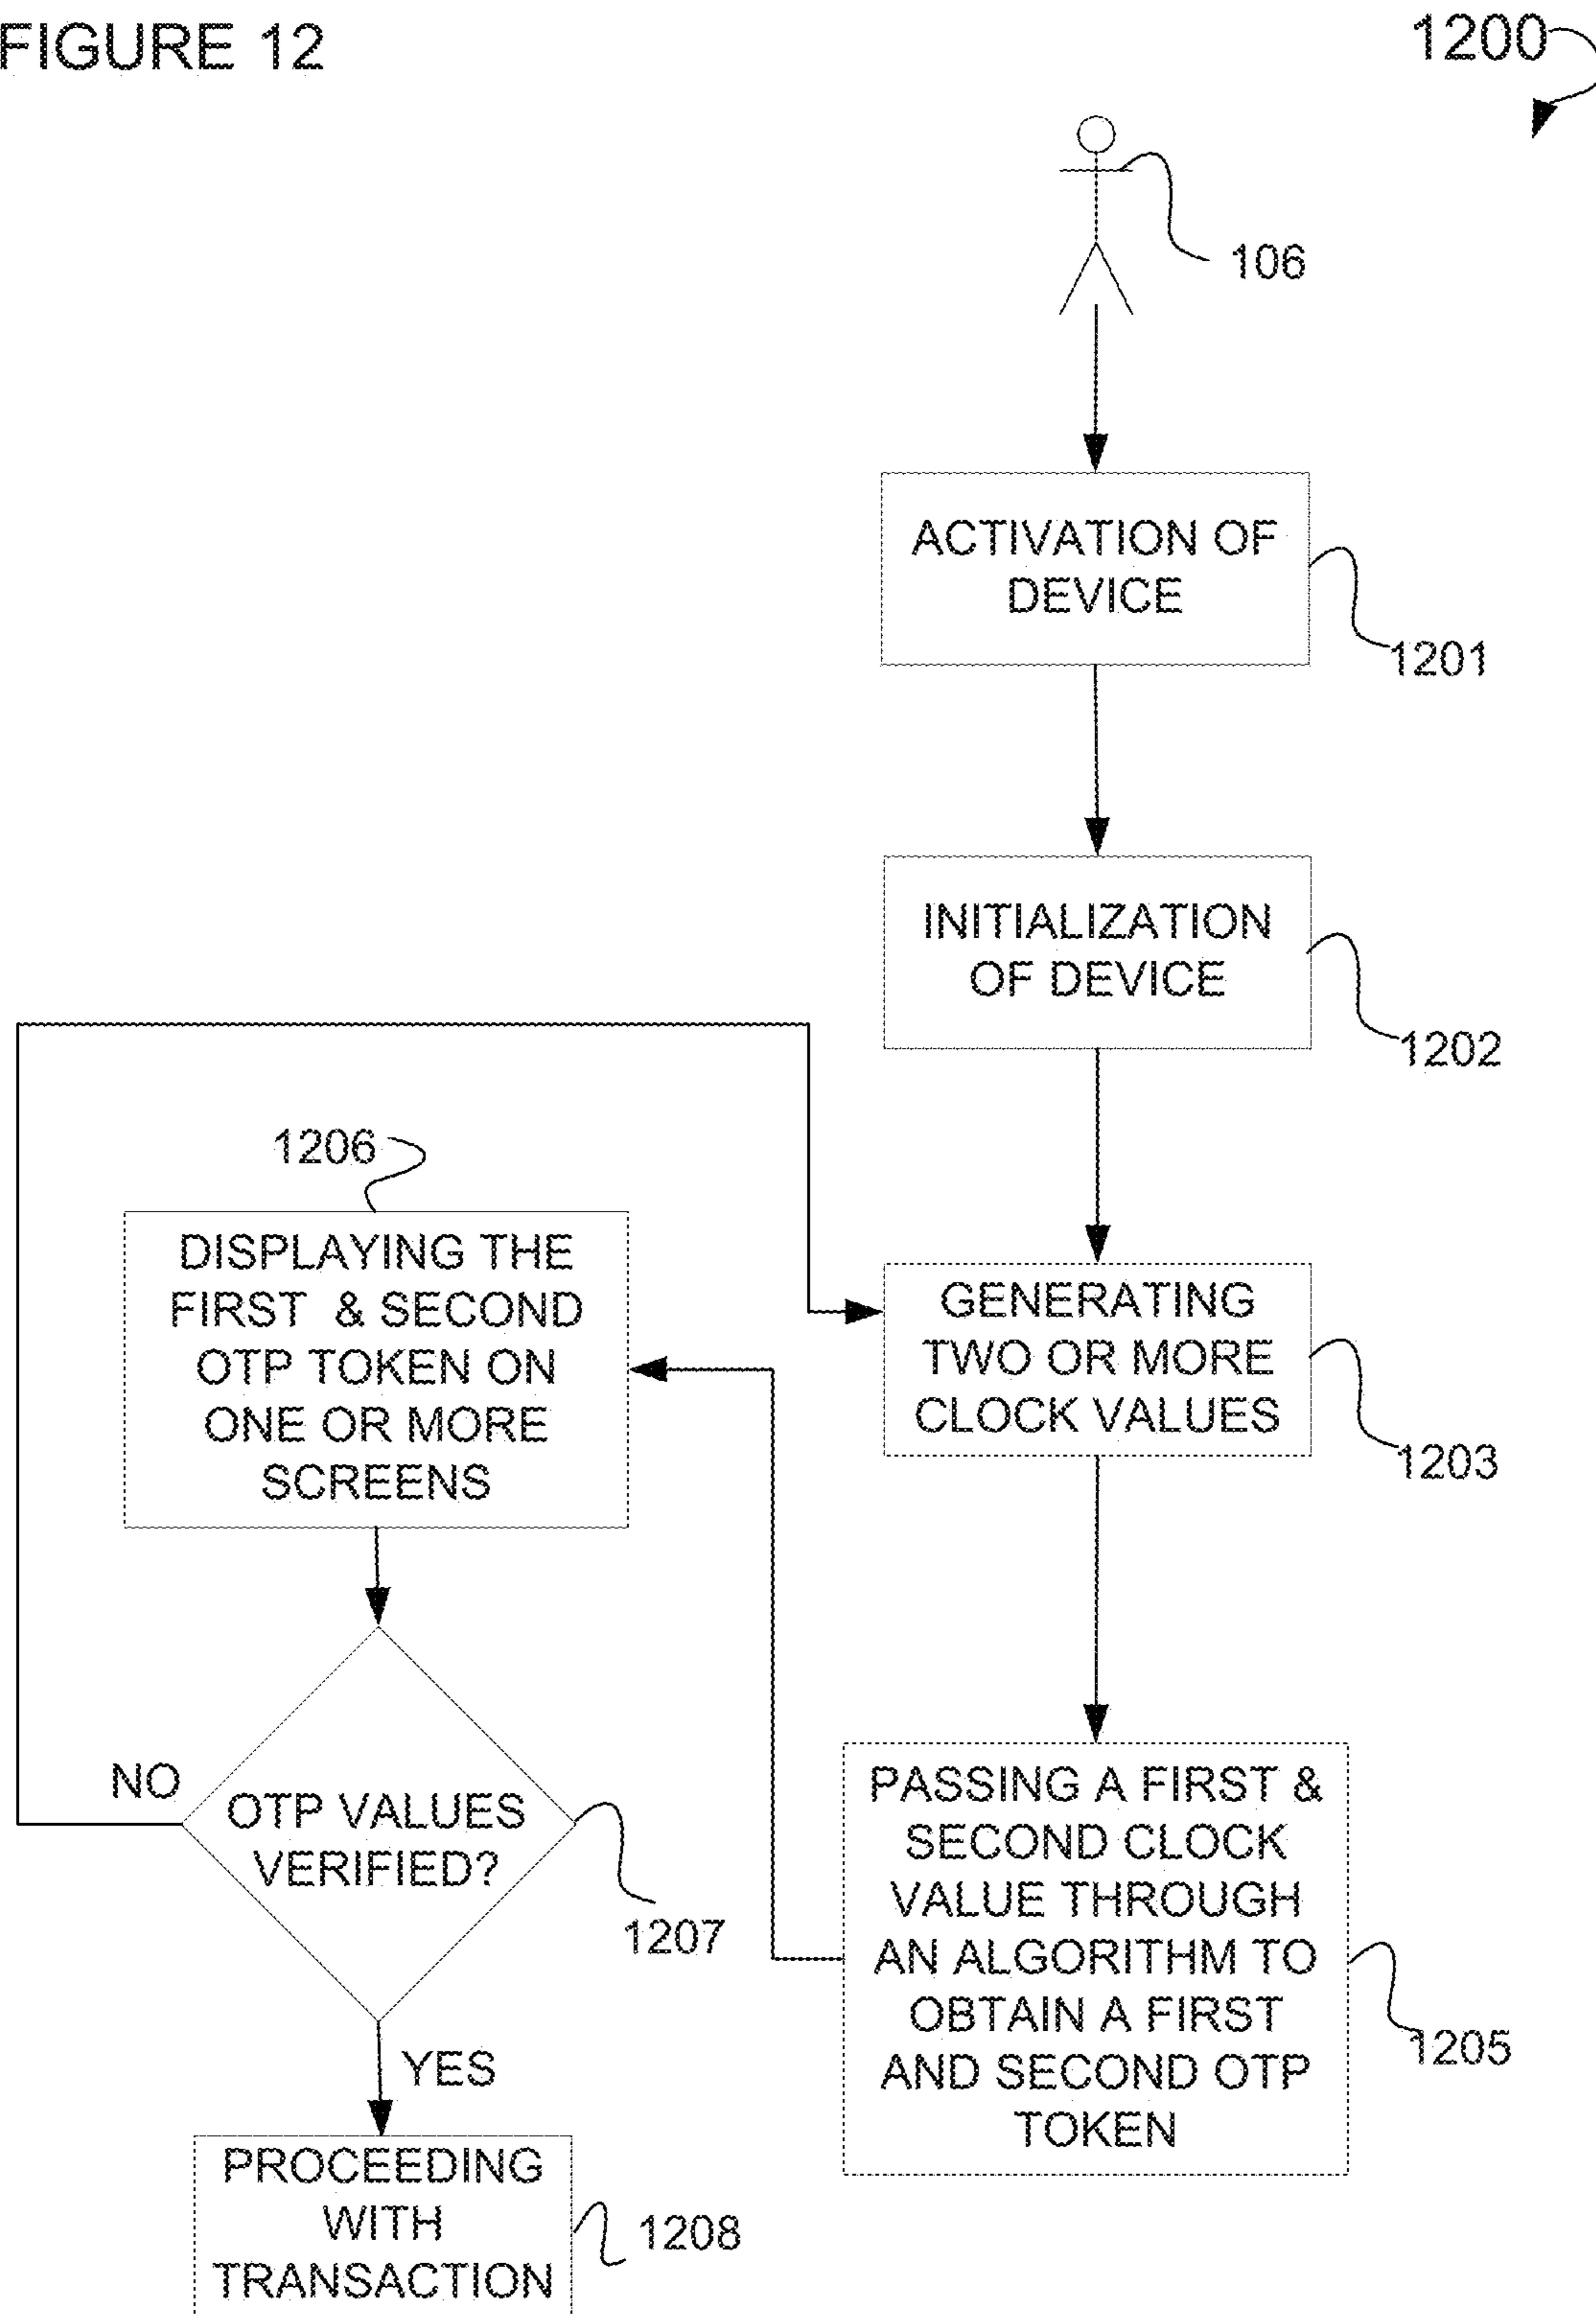 FIGURE 12
1200
106
ACTIVATION OF
DEVICE
1201
INITIALIZATION
OF DEVICE
1202
1206
DISPLAYING THE
FIRST & SECOND
OTP TOKEN ON
ONE OR MORE
SCREENS
GENERATING
TWO OR MORE
CLOCK VALUES
1203
NO
OTP VALUES
VERIFIED?
1207
PASSING A FIRST &
SECOND CLOCK
VALUE THROUGH
AN ALGORITHM TO
OBTAIN A FIRST
AND SECOND OTP
TOKEN
1205
YES
PROCEEDING
WITH
TRANSACTION
1208